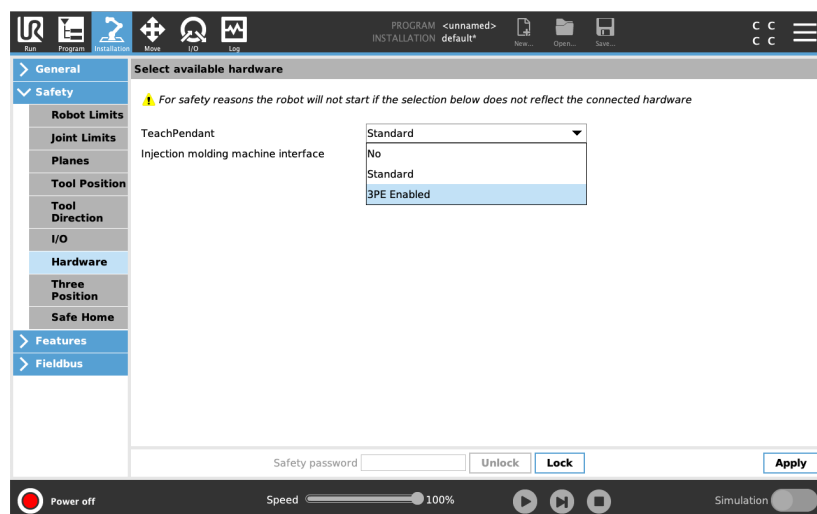 UR
Run
Program
Installation
Move
I/O
Log
PROGRAM <unnamed>
INSTALLATION default*
New...
Open...
Save...
C C
C C
General
Safety
Robot Limits
Joint Limits
Planes
Tool Position
Tool
Direction
I/O
Hardware
Three
Position
Safe Home
Features
Fieldbus
Select available hardware
For safety reasons the robot will not start if the selection below does not reflect the connected hardware
TeachPendant
Standard
Injection molding machine interface
No
Standard
3PE Enabled
Safety password
Unlock
Lock
Apply
Power off
Speed
100%
Simulation